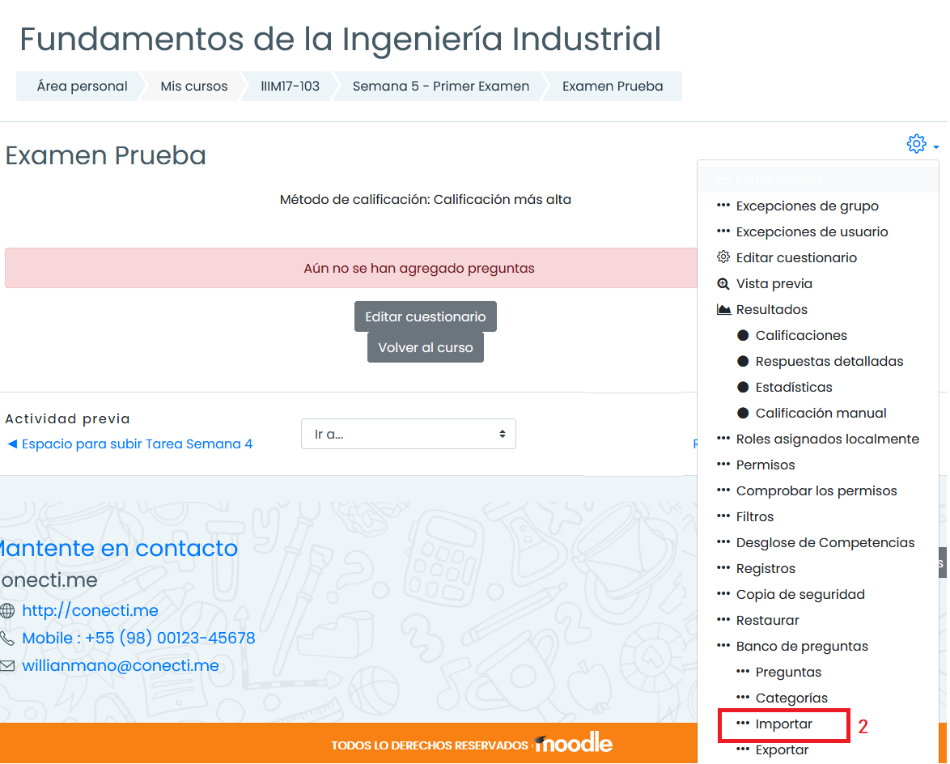 Fundamentos de la Ingeniería Industrial
Área personal
Mis cursos
IIIM17-103
Semana 5 - Primer Examen
Examen Prueba
Examen Prueba
Método de calificación: Calificación más alta
Aún no se han agregado preguntas
Editar cuestionario
Volver al curso
Actividad previa
◀ Espacio para subir Tarea Semana 4
Ir a...
Mantente en contacto
onecti.me
http://conecti.me
Mobile : +55 (98) 00123-45678
willianmano@conecti.me
TODOS LO DERECHOS RESERVADOS · moodle
Excepciones de grupo
Excepciones de usuario
Editar cuestionario
Vista previa
Resultados
Calificaciones
Respuestas detalladas
Estadísticas
Calificación manual
Roles asignados localmente
Permisos
Comprobar los permisos
Filtros
Desglose de Competencias
Registros
Copia de seguridad
Restaurar
Banco de preguntas
Preguntas
Categorías
Importar 2
Exportar